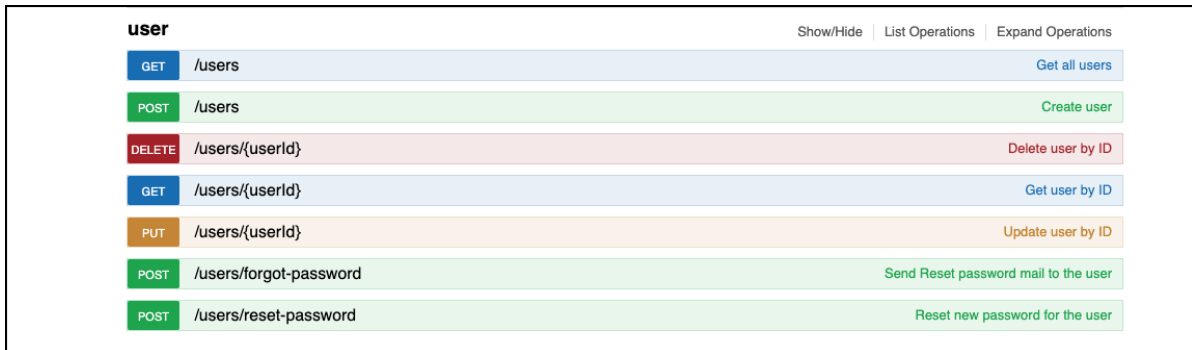 user Show/Hide List Operations Expand Operations
GET /users Get all users
POST /users Create user
DELETE /users/{userId} Delete user by ID
GET /users/{userId} Get user by ID
PUT /users/{userId} Update user by ID
POST /users/forgot-password Send Reset password mail to the user
POST /users/reset-password Reset new password for the user